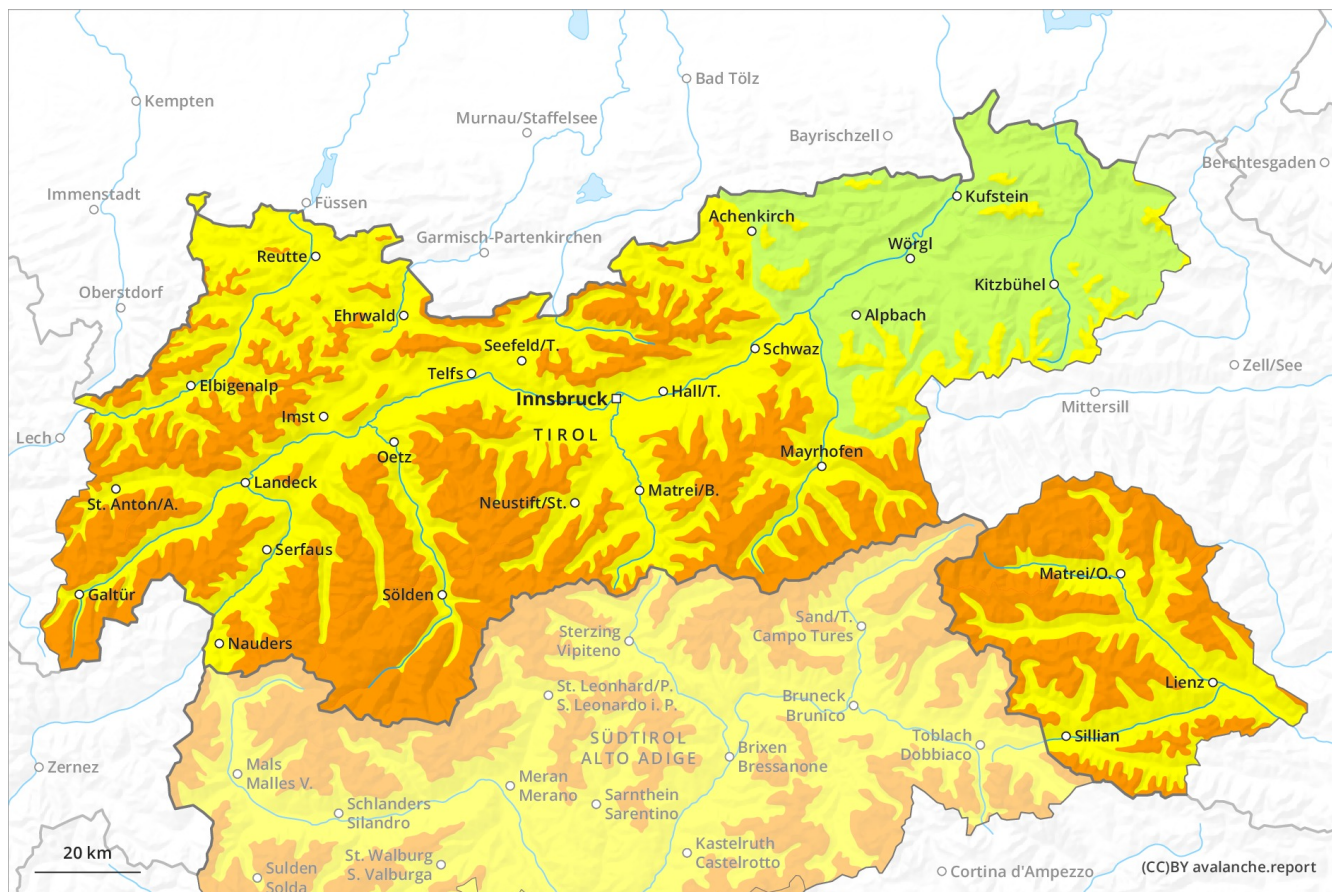 Bad Tölz
Kempten
Murnau/Staffelsee
Bayrischzell
Berchtesgaden
Immenstadt
Füssen
Kufstein
Achenkirch
Garmisch-Partenkirchen
Wörgl
Reutte
Oberstdorf
Kitzbühel
Ehrwald
Alpbach
Seefeld/T.
Schwaz
Zell/See
Telfs
Elbigenalp
Hall/T.
Innsbruck
Mittersill
Imst
TIROL
Lech
Oetz
Mayrhofen
Landeck
Matrei/B.
St. Anton/A.
Neustift/St.
Serfaus
Matrei/O.
Galtür
Sölden
Sand/T.
Campo Tures
Sterzing
Vipiteno
Nauders
Lienz
St. Leonhard/P.
S. Leonardo i. P.
Bruneck
Brunico
Sillian
SÜDTIROL
ALTO ADIGE
Toblach
Dobbiaco
Brixen
Bressanone
Zernez
Mals
Malles V.
Meran
Merano
Sarnthein
Sarentino
Schlanders
Silandro
20 km
St. Walburg
S. Valburga
Kastelruth
Castelrotto
Sulden
Solda
Cortina d'Ampezzo
(CC)BY avalanche.report